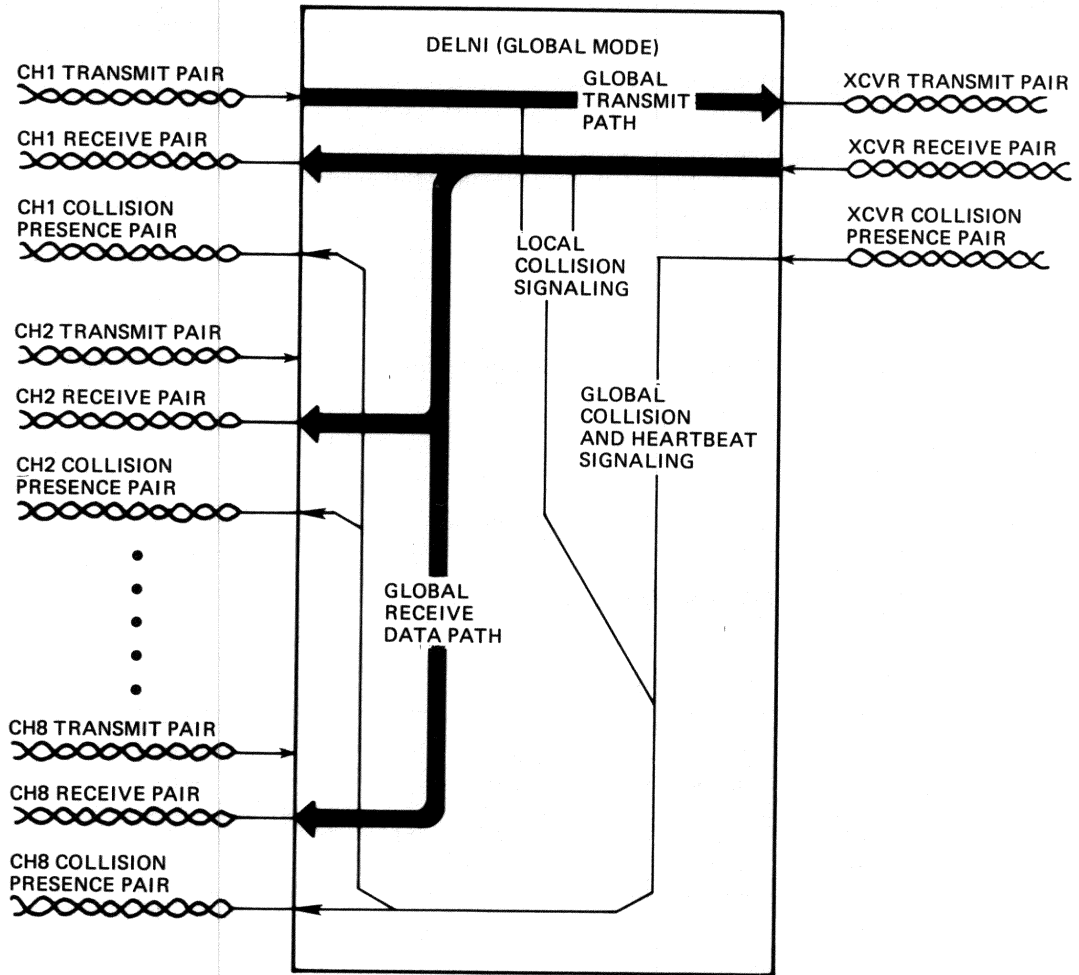 DELNI (GLOBAL MODE)
CH1 TRANSMIT PAIR
GLOBAL
TRANSMIT
PATH
XCVR TRANSMIT PAIR
CH1 RECEIVE PAIR
XCVR RECEIVE PAIR
CH1 COLLISION
PRESENCE PAIR
LOCAL
COLLISION
SIGNALING
XCVR COLLISION
PRESENCE PAIR
CH2 TRANSMIT PAIR
CH2 RECEIVE PAIR
GLOBAL
COLLISION
AND HEARTBEAT
SIGNALING
CH2 COLLISION
PRESENCE PAIR
GLOBAL
RECEIVE
DATA PATH
CH8 TRANSMIT PAIR
CH8 RECEIVE PAIR
CH8 COLLISION
PRESENCE PAIR